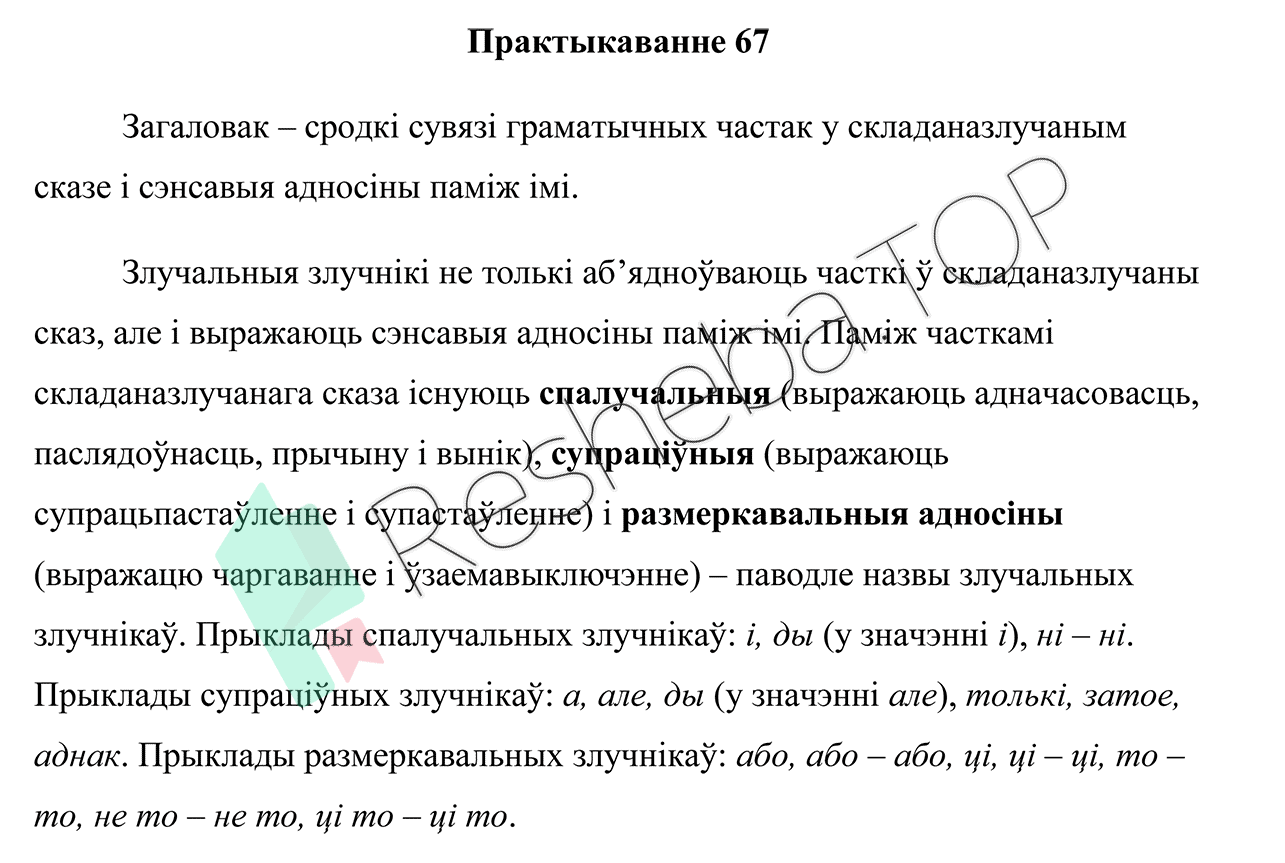 Практыкаванне 67
Загаловак – сродкі сувязі граматычных частак у складаназлучаным
сказе і сэнсавыя адносіны паміж імі.
Злучальныя злучнікі не толькі аб’ядноўваюць часткі ў складаназлучаны
сказ, але і выражаюць сэнсавыя адносіны паміж імі. Паміж часткамі
складаназлучанага сказа існуюць спалучальныя (выражаюць адначасовасць,
паслядоўнасць, прычыну і вынік), супраціўныя (выражаюць
супрацьпастаўленне і супастаўленне) і размеркавальныя адносіны
(выражацю чаргаванне і ўзаемавыключэнне) – паводле назвы злучальных
злучнікаў. Прыклады спалучальных злучнікаў: і, ды (у значэнні і), ні – ні.
Прыклады супраціўных злучнікаў: а, але, ды (у значэнні але), толькі, затое,
аднак. Прыклады размеркавальных злучнікаў: або, або – або, ці, ці – ці, то –
то, не то – не то, ці то – ці то.
Resheba.TOP